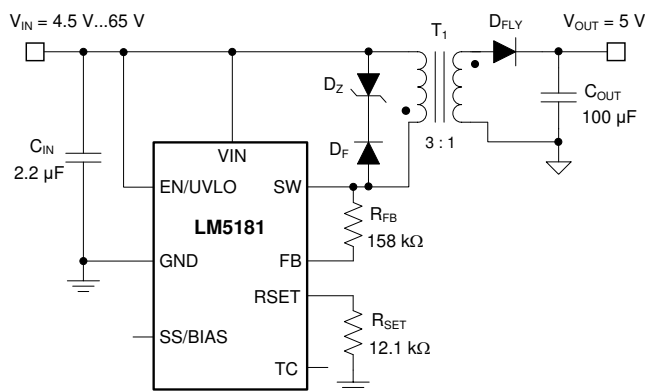 V_IN = 4.5 V...65 V
T_1
D_FLY
V_OUT = 5 V
D_Z
C_OUT
100 µF
C_IN
2.2 µF
D_F
3 : 1
VIN
EN/UVLO
SW
LM5181
R_FB
158 kΩ
GND
FB
RSET
R_SET
12.1 kΩ
SS/BIAS
TC